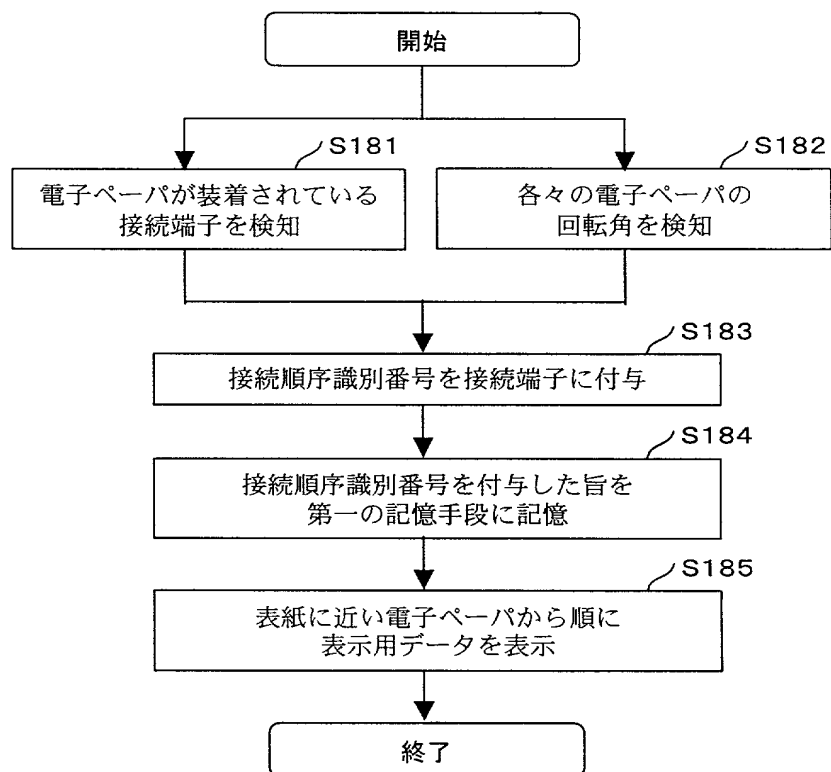 開始
S181
電子ペーパが装着されている
接続端子を検知
S182
各々の電子ペーパの
回転角を検知
S183
接続順序識別番号を接続端子に付与
S184
接続順序識別番号を付与した旨を
第一の記憶手段に記憶
S185
表紙に近い電子ペーパから順に
表示用データを表示
終了